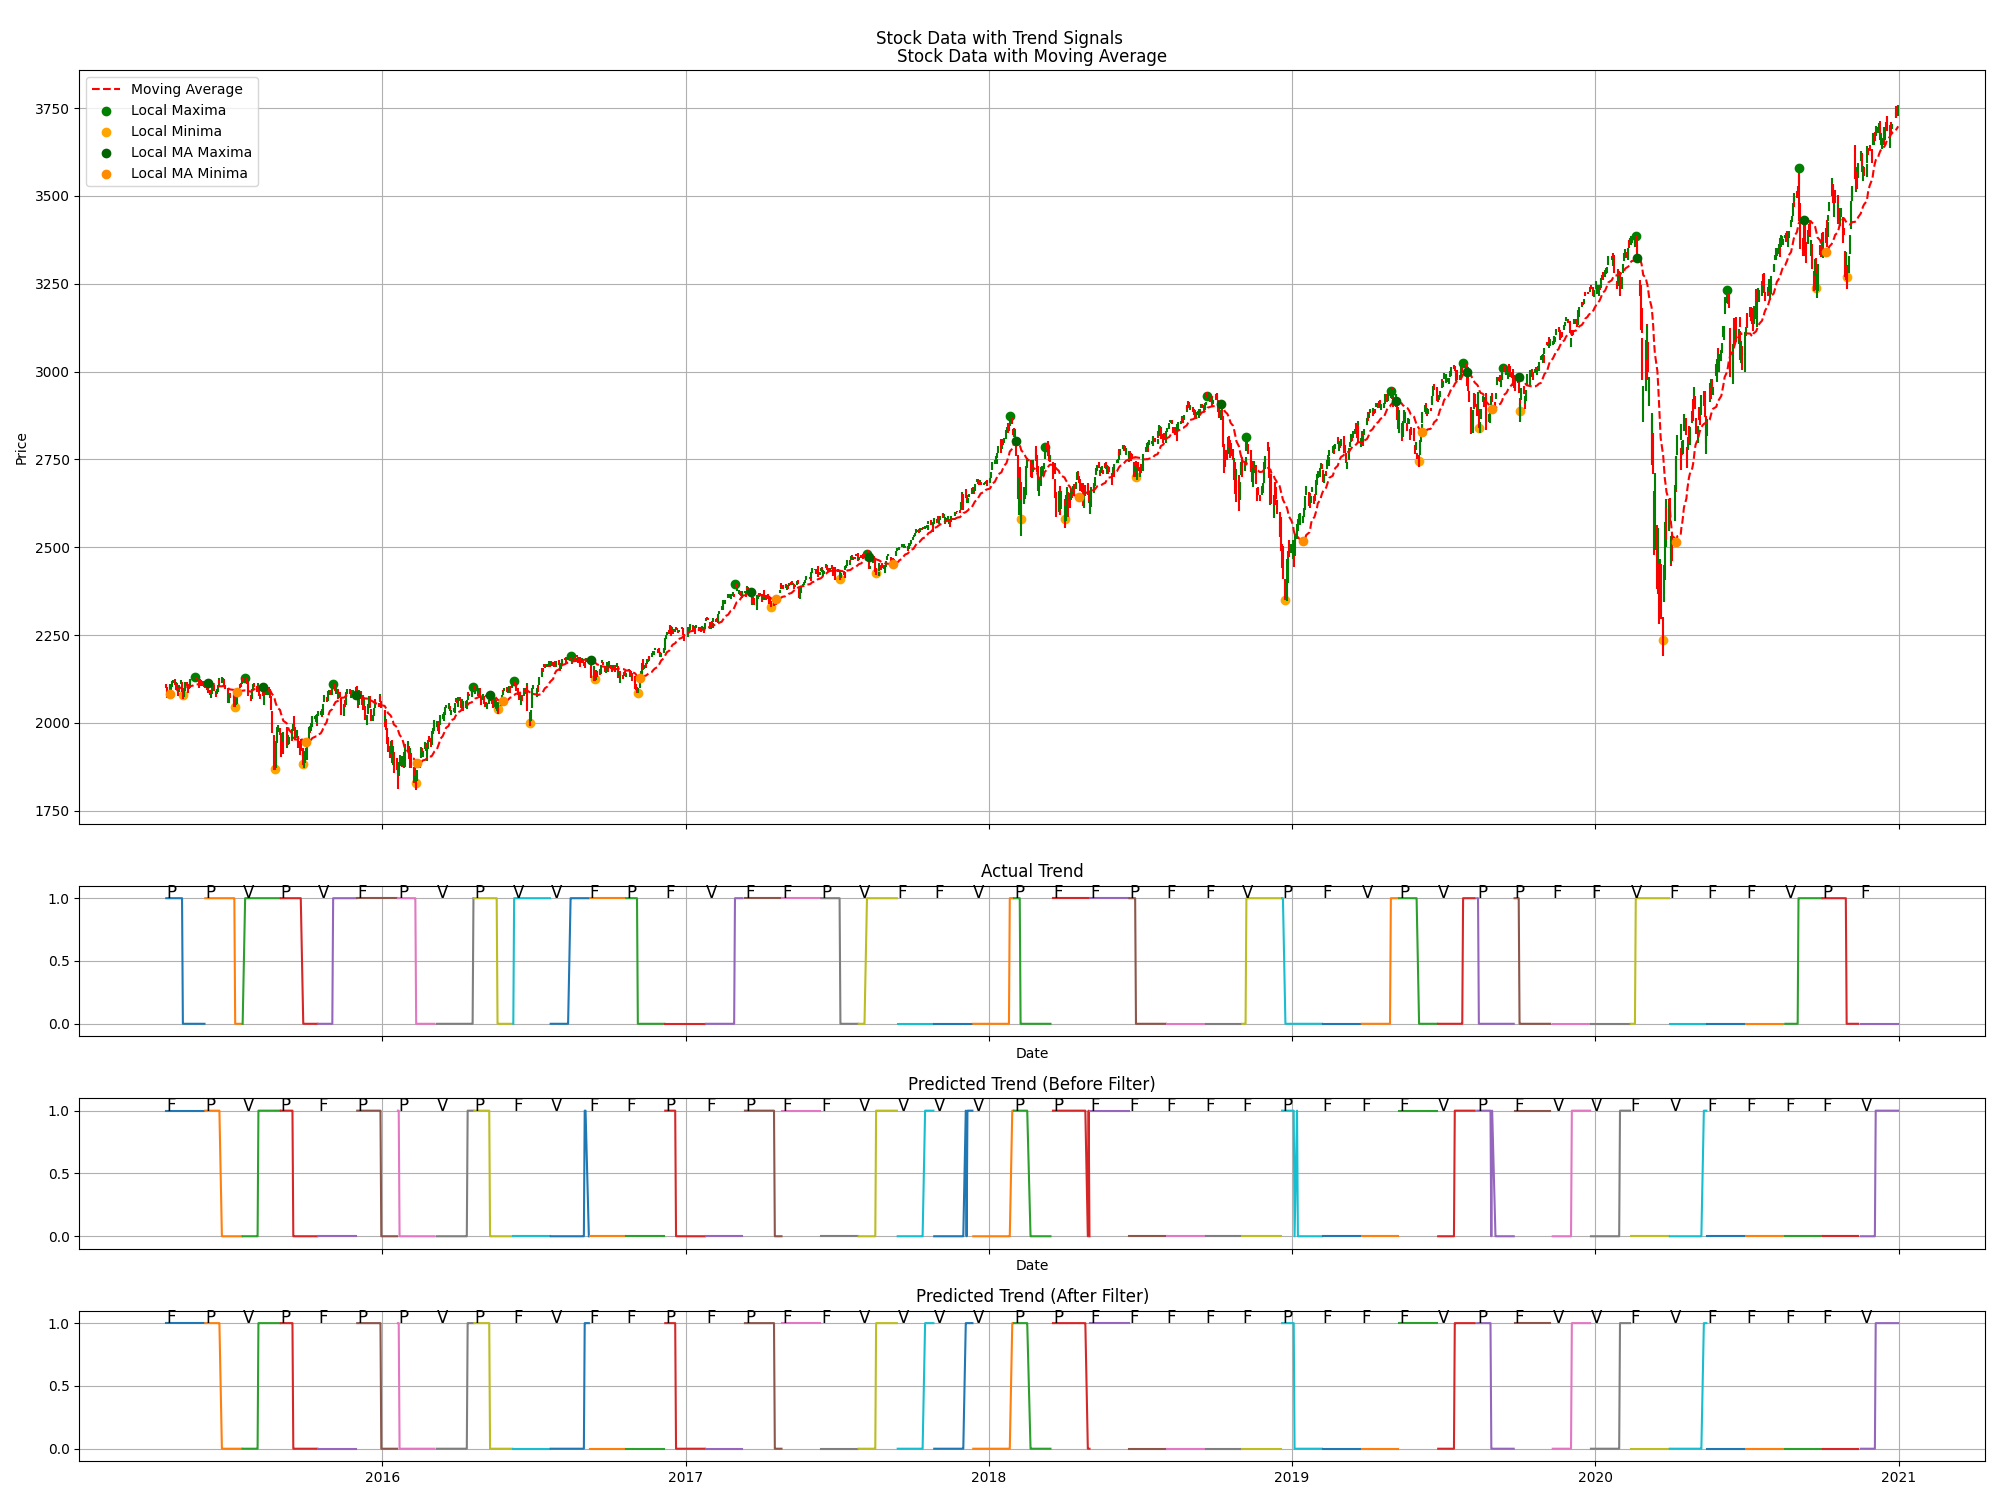 Stock Data with Trend Signals
Stock Data with Moving Average
Moving Average
Local Maxima
Local Minima
Local MA Maxima
Local MA Minima
Price
3750
3500
3250
3000
2750
2500
2250
2000
1750
Actual Trend
P P V P V F P V P V V F P F V F F P V F F V P F F P F F V P F V P V P P F F V F F F V P F
1.0
0.5
0.0
Date
Predicted Trend (Before Filter)
F P V P F P P V P F V F F P F P F F V V V V P P F F F F F P F F F V P F V V F V F F F F V
1.0
0.5
0.0
Date
Predicted Trend (After Filter)
F P V P F P P V P F V F F P F P F F V V V V P P F F F F F P F F F V P F V V F V F F F F V
1.0
0.5
0.0
2016 2017 2018 2019 2020 2021